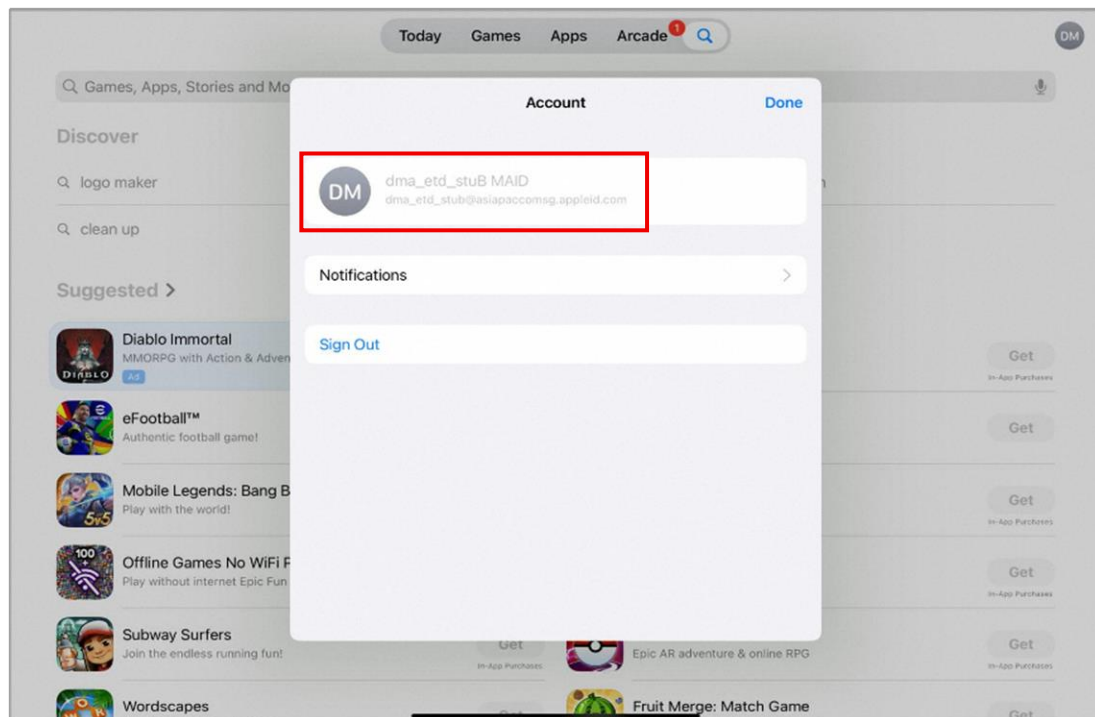 Today Games Apps Arcade 1
DM
Games, Apps, Stories and Mo
Account
Done
Discover
logo maker
dma_etd_stuB MAID
DM
dma_etd_stub@asiapaccomsg.appleid.com
clean up
Notifications
Suggested >
Sign Out
Diablo Immortal
MMORPG with Action & Adven
Ad
DIABLO
Get
In-App Purchases
eFootball™
Authentic football game!
Get
Mobile Legends: Bang B
Play with the world!
5v5
Get
In-App Purchases
100+
Offline Games No WiFi P
Play without internet Epic Fun
Get
In-App Purchases
Subway Surfers
Join the endless running fun!
Get
In-App Purchases
Epic AR adventure & online RPG
Get
In-App Purchases
Wordscapes
Get
Fruit Merge: Match Game
Get